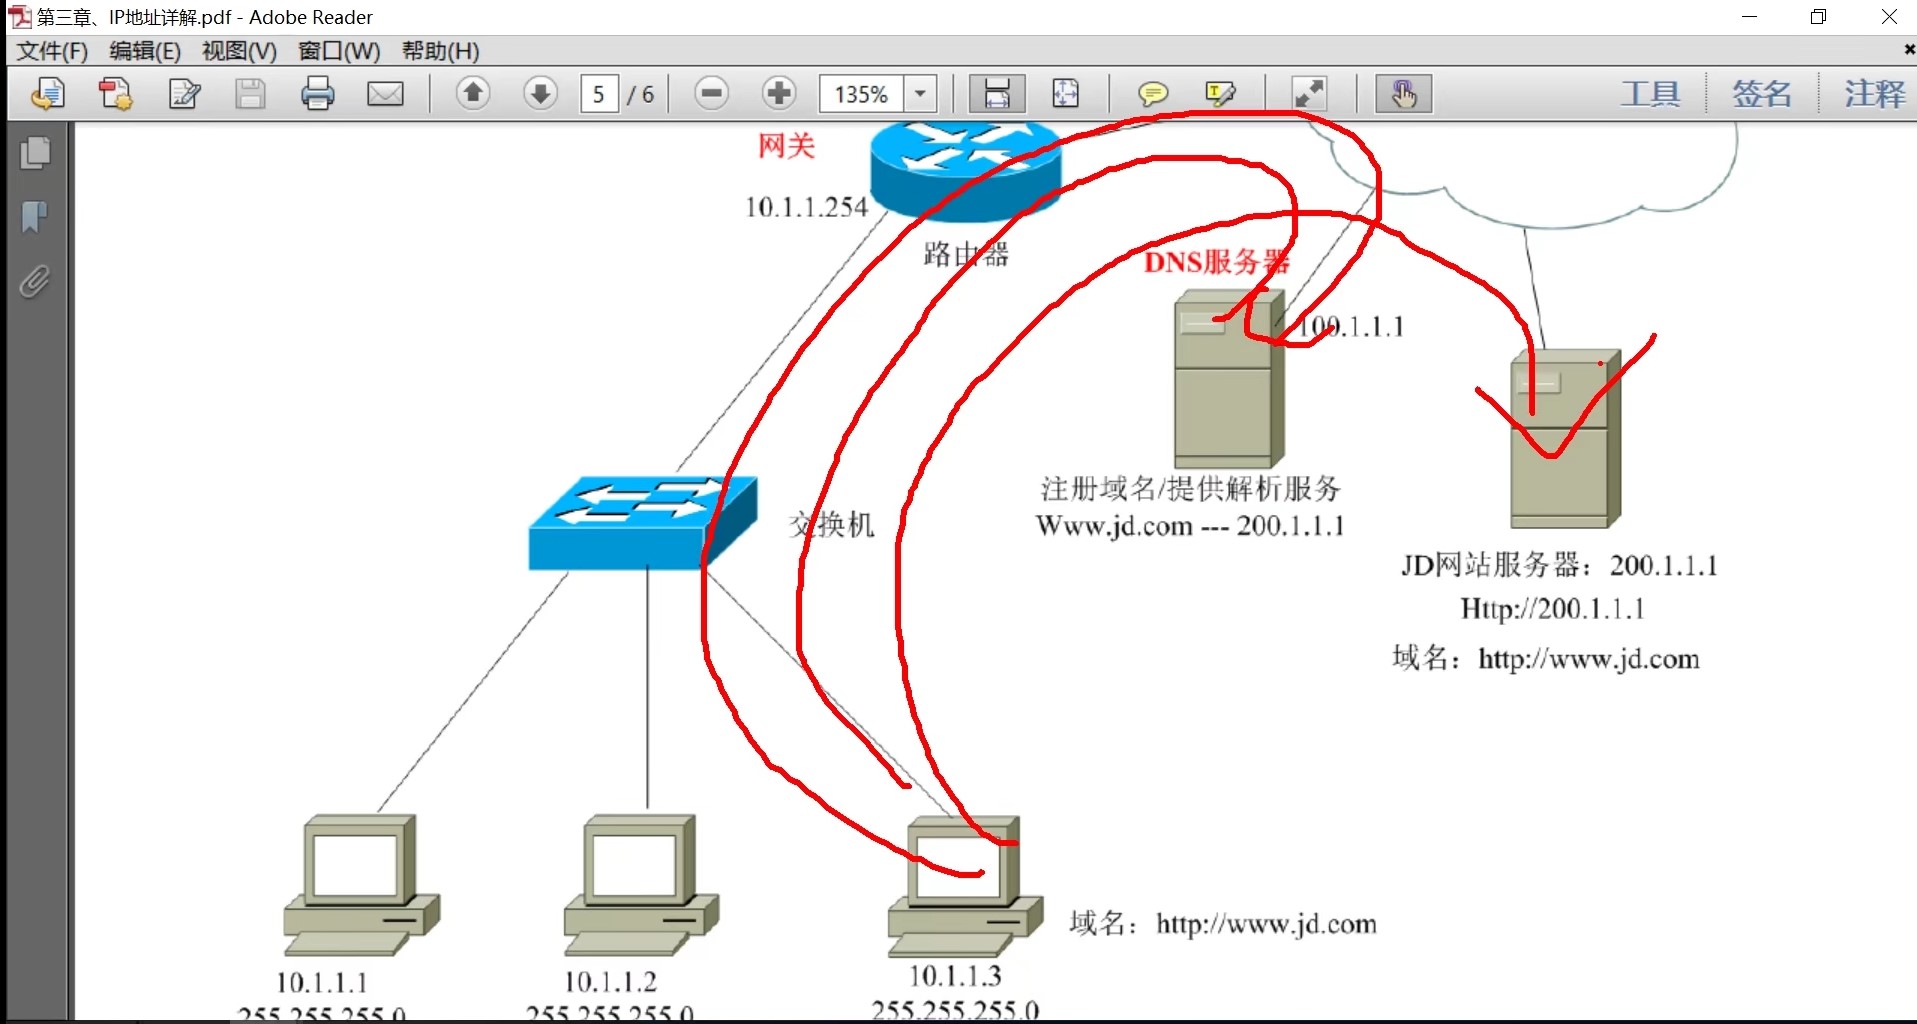 第三章、IP地址详解.pdf - Adobe Reader
文件(F) 编辑(E) 视图(V) 窗口(W) 帮助(H)
5 / 6 135% 工具 签名 注释
网关
10.1.1.254
路由器
DNS服务器
100.1.1.1
交换机
注册域名/提供解析服务
Www.jd.com --- 200.1.1.1
JD网站服务器：200.1.1.1
Http://200.1.1.1
域名：http://www.jd.com
域名：http://www.jd.com
10.1.1.1
255.255.255.0
10.1.1.2
255.255.255.0
10.1.1.3
255.255.255.0